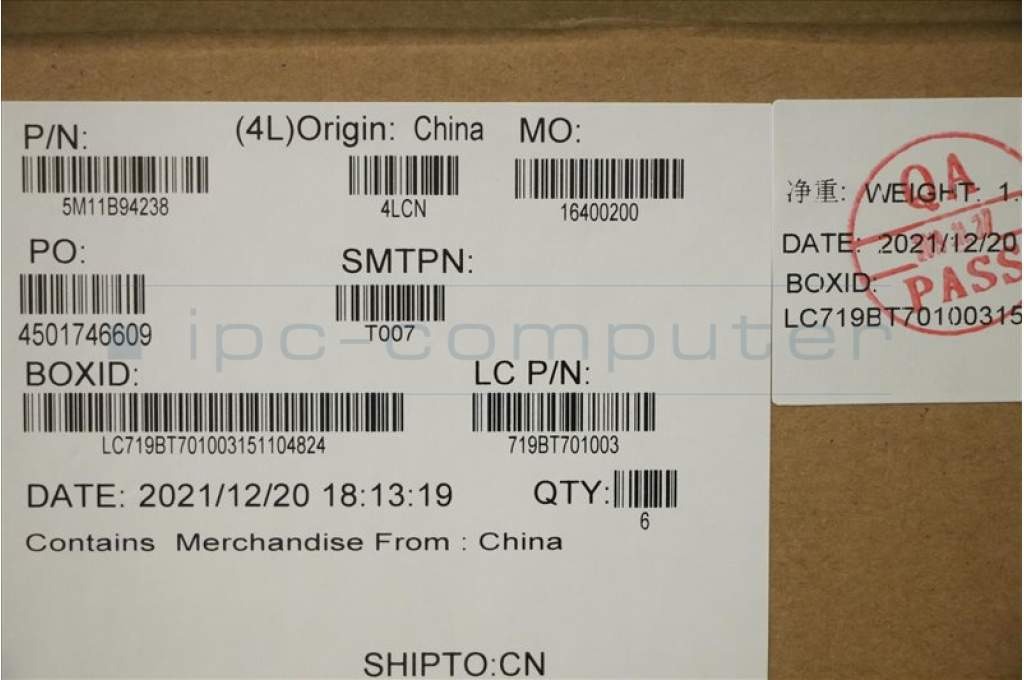 P/N: (4L)Origin: China MO:
5M11B94238 4LCN 16400200
PO: SMTPN:
4501746609 T007
BOXID: LC P/N:
LC719BT701003151104824 719BT701003
DATE: 2021/12/20 18:13:19 QTY:
6
Contains Merchandise From : China
SHIPTO:CN
净重: WEIGHT: 1.
DATE: 2021/12/20
BOXID:
LC719BT70100315
QA
PASS
ipc-computer